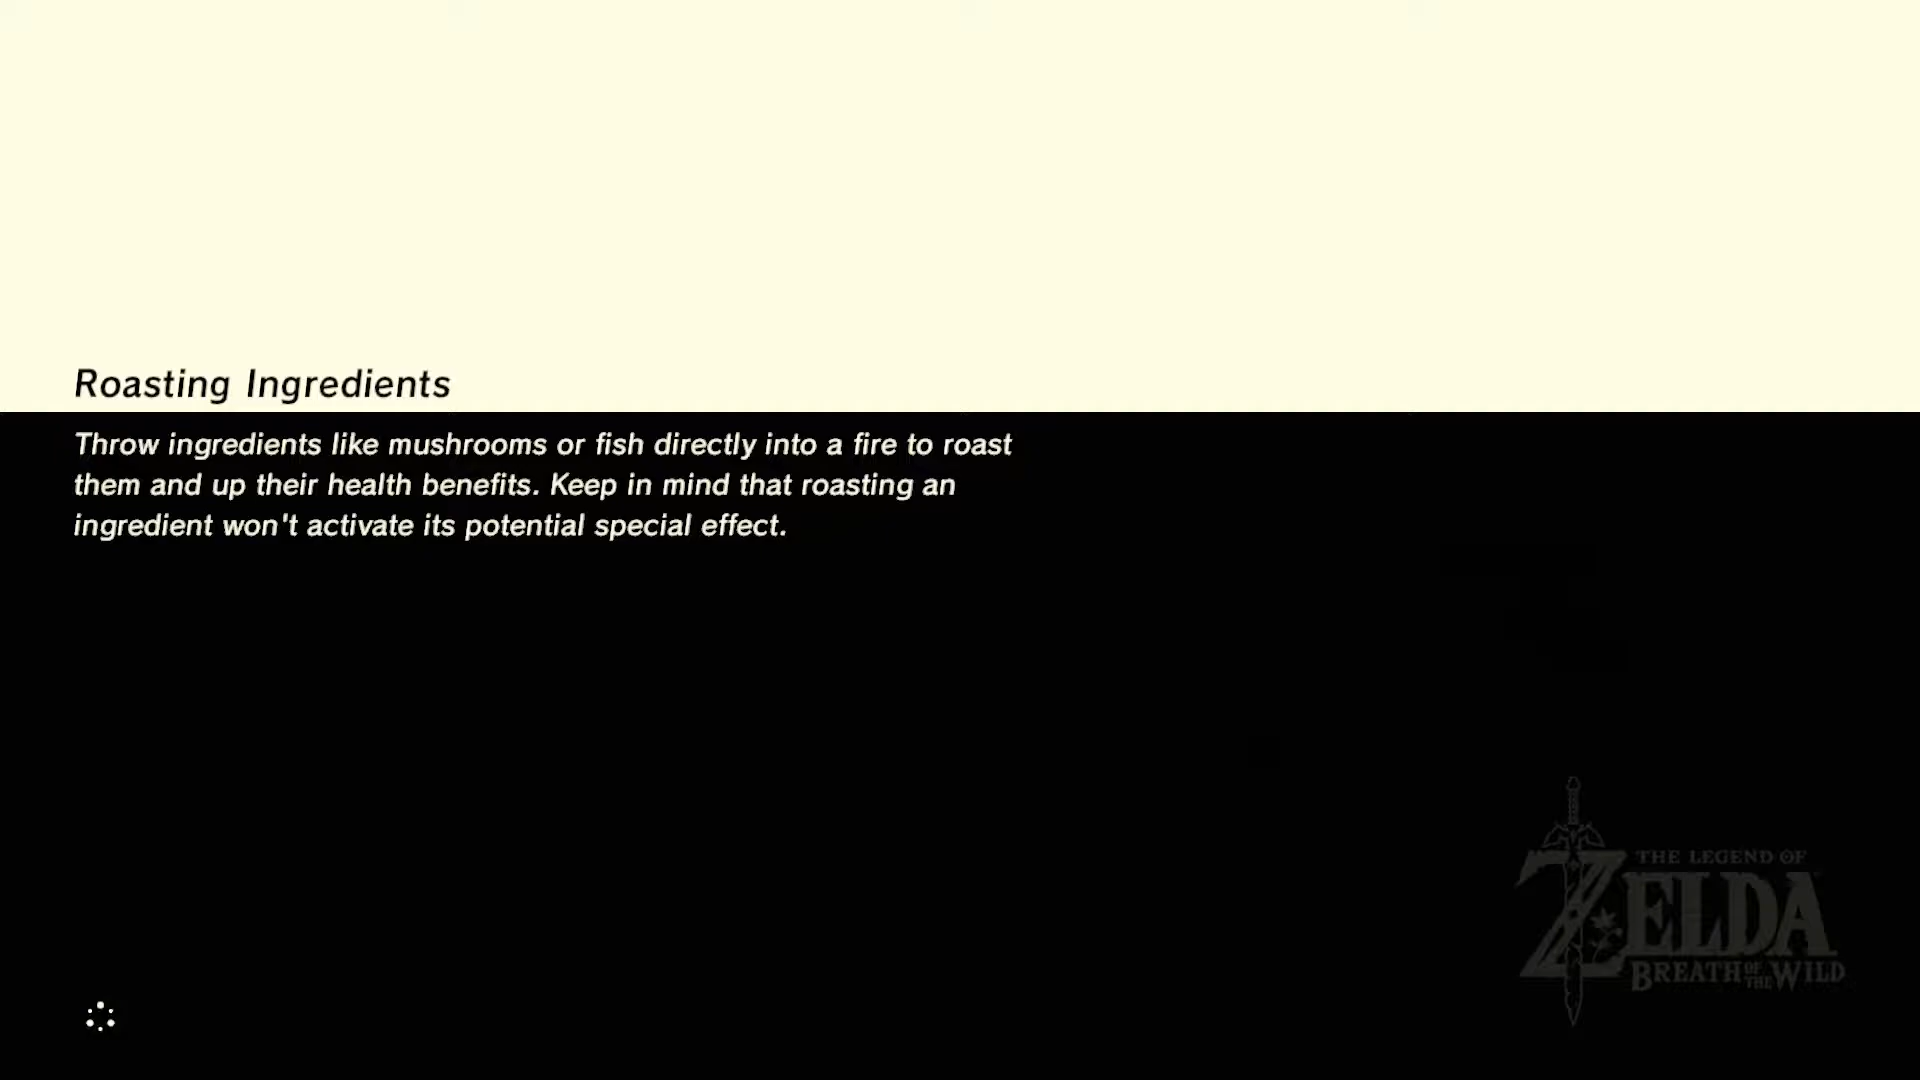 Roasting Ingredients
Throw ingredients like mushrooms or fish directly into a fire to roast
them and up their health benefits. Keep in mind that roasting an
ingredient won't activate its potential special effect.
THE LEGEND OF
ZELDA
BREATH OF THE WILD